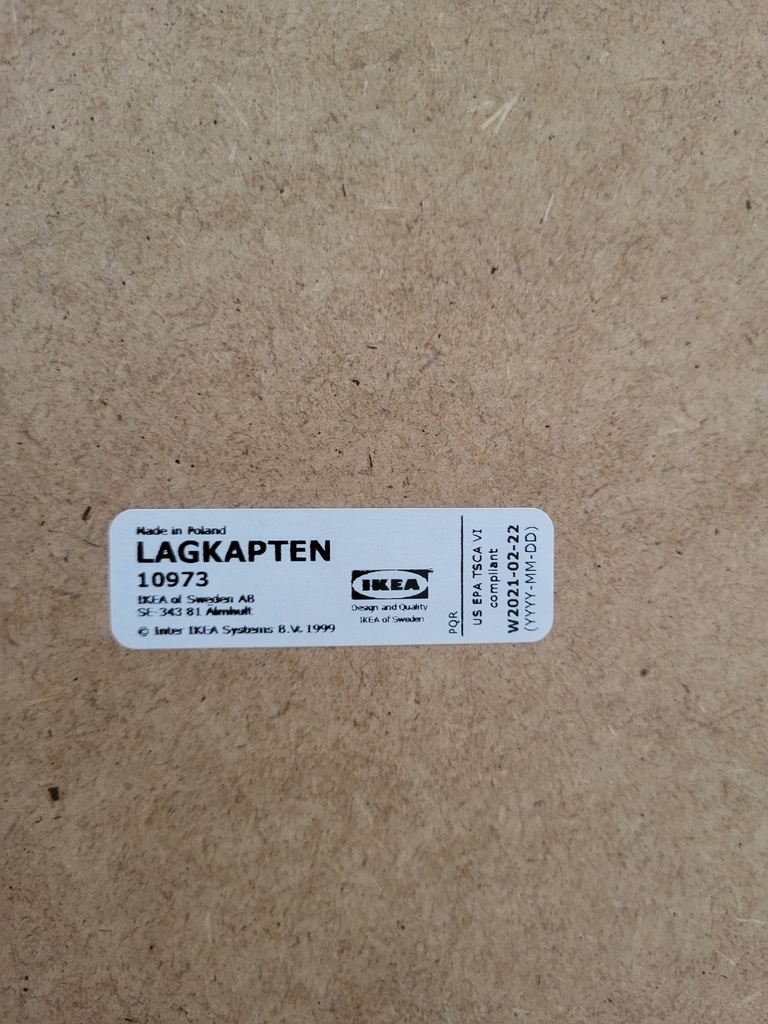 Made in Poland
LAGKAPTEN
10973
IKEA of Sweden AB
SE-343 81 Älmhult
© Inter IKEA Systems B.V. 1999
IKEA
Design and Quality
IKEA of Sweden
PQR
US EPA TSCA VI
compliant
W2021-02-22
(YYYY-MM-DD)